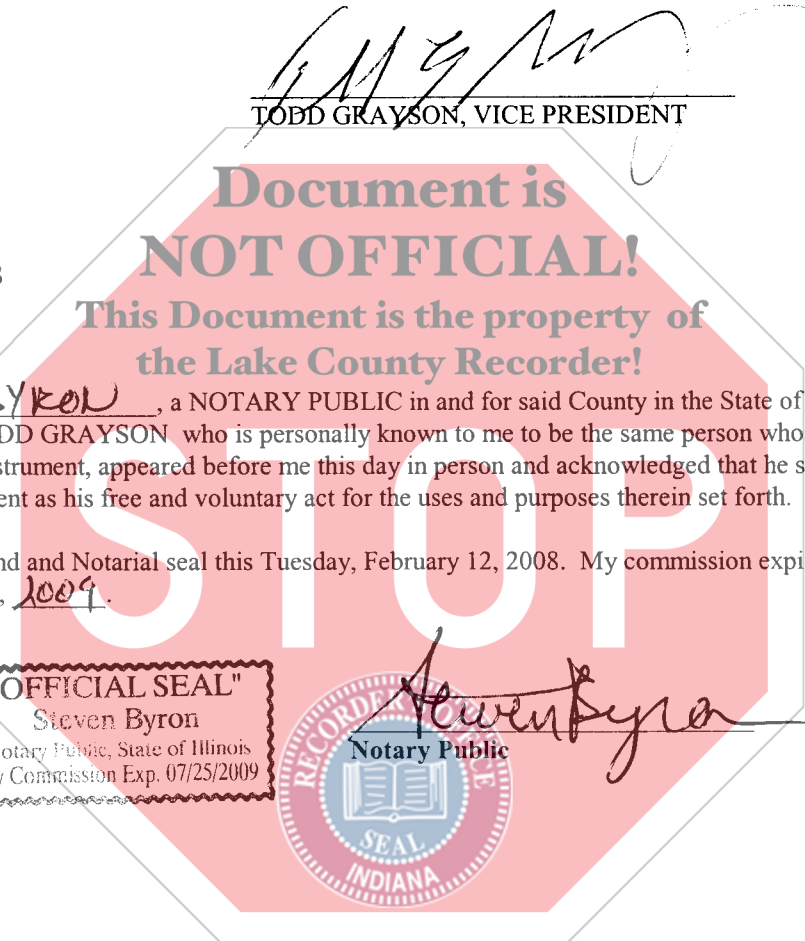 TODD GRAYSON, VICE PRESIDENT
Document is
NOT OFFICIAL!
This Document is the property of
the Lake County Recorder!
, a NOTARY PUBLIC in and for said County in the State of
DD GRAYSON who is personally known to me to be the same person who
strument, appeared before me this day in person and acknowledged that he s
ent as his free and voluntary act for the uses and purposes therein set forth.
STOP
nd and Notarial seal this Tuesday, February 12, 2008. My commission expi
, 2009.
OFFICIAL SEAL"
Steven Byron
otary Public, State of Illinois
y Commission Exp. 07/25/2009
Steven Byron
Notary Public
RECORDER'S OFFICE
SEAL
INDIANA